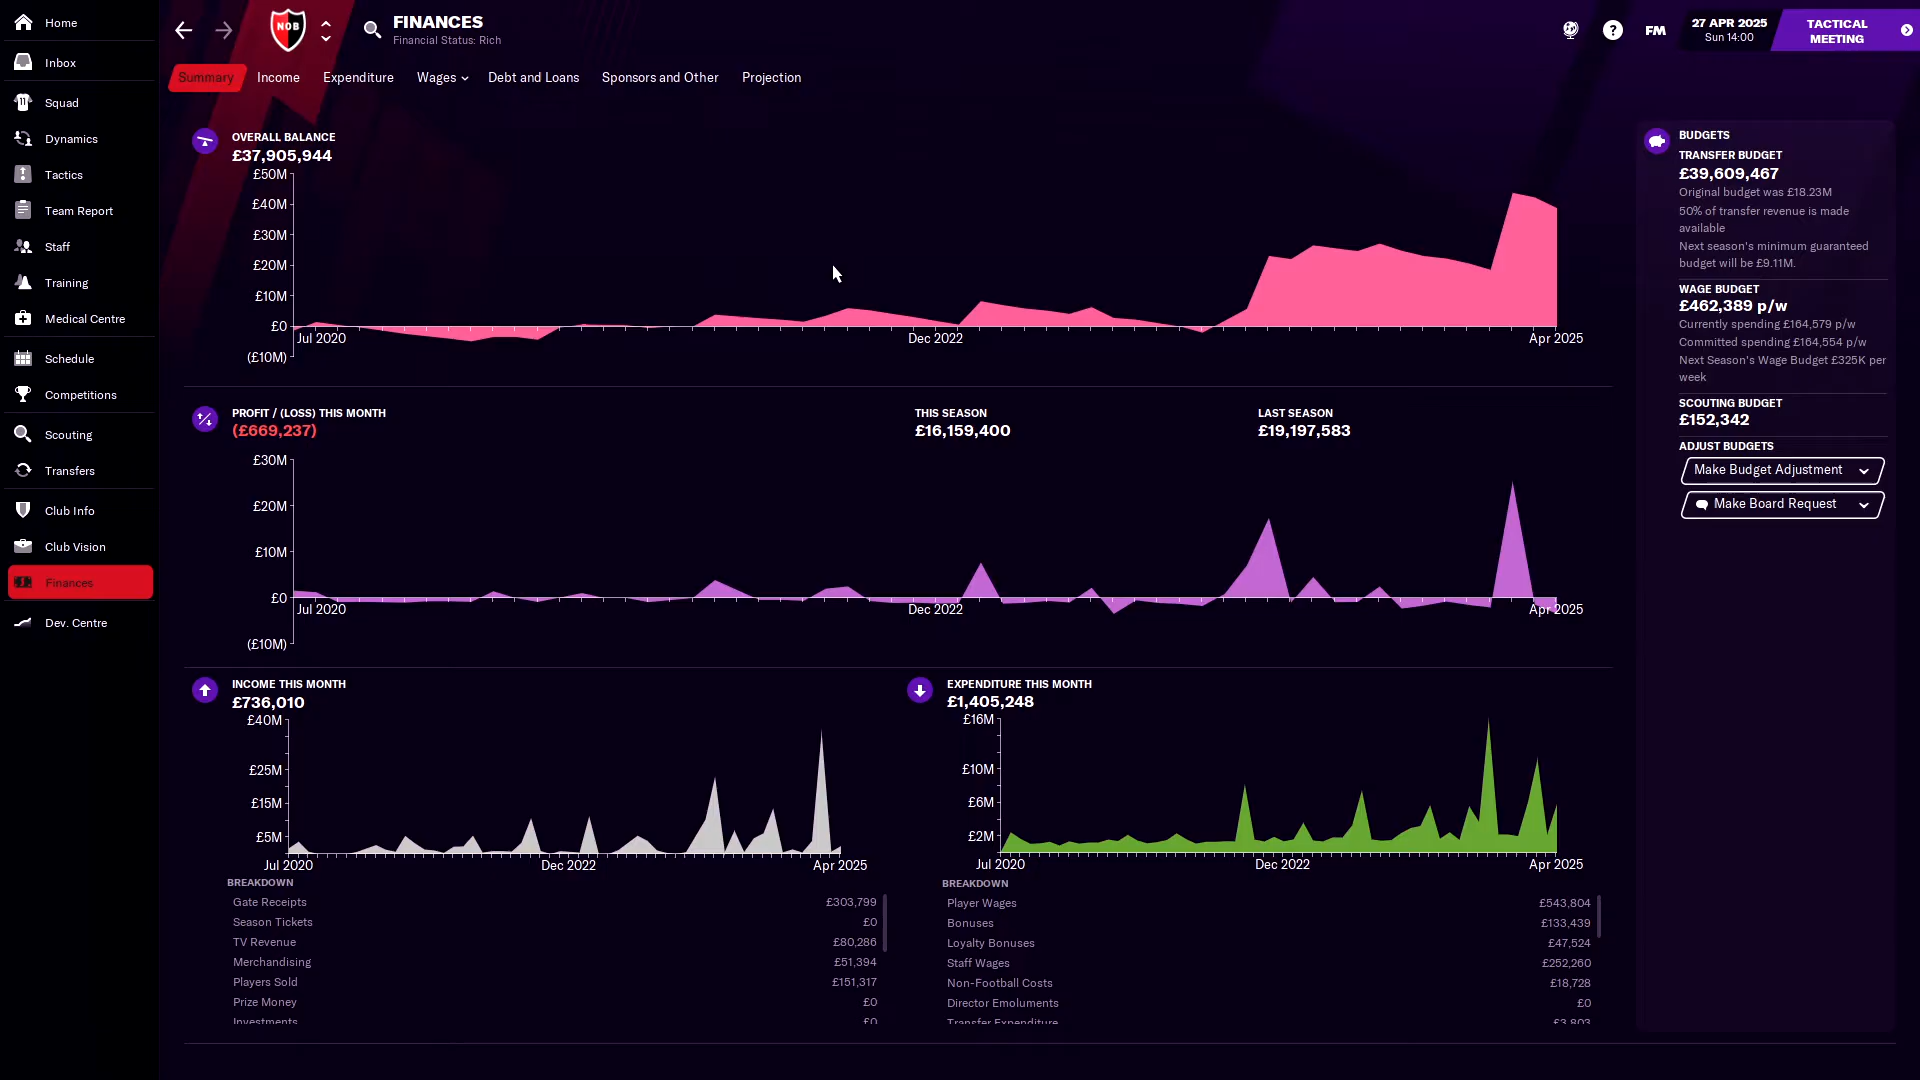 Home
Inbox
Squad
Dynamics
Tactics
Team Report
Staff
Training
Medical Centre
Schedule
Competitions
Scouting
Transfers
Club Info
Club Vision
Finances
Dev. Centre
NOB
FINANCES
Financial Status: Rich
?
FM
27 APR 2025
Sun 14:00
TACTICAL
MEETING
Summary Income Expenditure Wages Debt and Loans Sponsors and Other Projection
OVERALL BALANCE
£37,905,944
£50M
£40M
£30M
£20M
£10M
£0
(£10M)
Jul 2020 Dec 2022 Apr 2025
PROFIT / (LOSS) THIS MONTH
(£669,237)
THIS SEASON
£16,159,400
LAST SEASON
£19,197,583
£30M
£20M
£10M
£0
(£10M)
Jul 2020 Dec 2022 Apr 2025
INCOME THIS MONTH
£736,010
£40M
£25M
£15M
£5M
Jul 2020 Dec 2022 Apr 2025
BREAKDOWN
Gate Receipts £303,799
Season Tickets £0
TV Revenue £80,286
Merchandising £51,394
Players Sold £151,317
Prize Money £0
Investments £0
EXPENDITURE THIS MONTH
£1,405,248
£16M
£10M
£6M
£2M
Jul 2020 Dec 2022 Apr 2025
BREAKDOWN
Player Wages £543,804
Bonuses £133,439
Loyalty Bonuses £47,524
Staff Wages £252,260
Non-Football Costs £18,728
Director Emoluments £0
Transfer Expenditure £3,803
BUDGETS
TRANSFER BUDGET
£39,609,467
Original budget was £18.23M
50% of transfer revenue is made
available
Next season's minimum guaranteed
budget will be £9.11M.
WAGE BUDGET
£462,389 p/w
Currently spending £164,579 p/w
Committed spending £164,554 p/w
Next Season's Wage Budget £325K per
week
SCOUTING BUDGET
£152,342
ADJUST BUDGETS
Make Budget Adjustment
Make Board Request